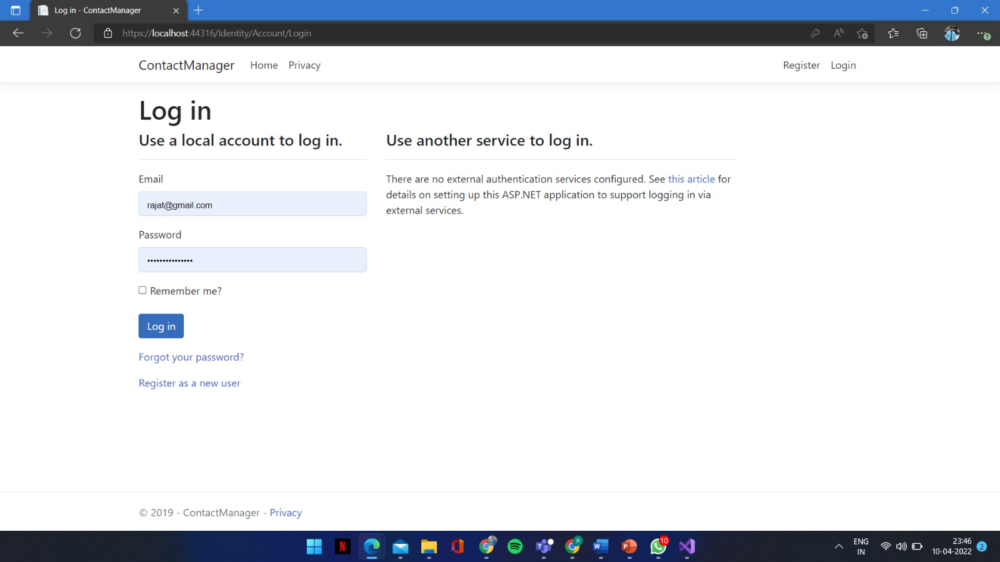 Log in - ContactManager
https://localhost:44316/Identity/Account/Login
ContactManager Home Privacy Register Login
Log in
Use a local account to log in.
Use another service to log in.
Email
rajat@gmail.com
There are no external authentication services configured. See this article for
details on setting up this ASP.NET application to support logging in via
external services.
Password
Remember me?
Log in
Forgot your password?
Register as a new user
© 2019 - ContactManager - Privacy
10
ENG
IN
23:46
10-04-2022
2